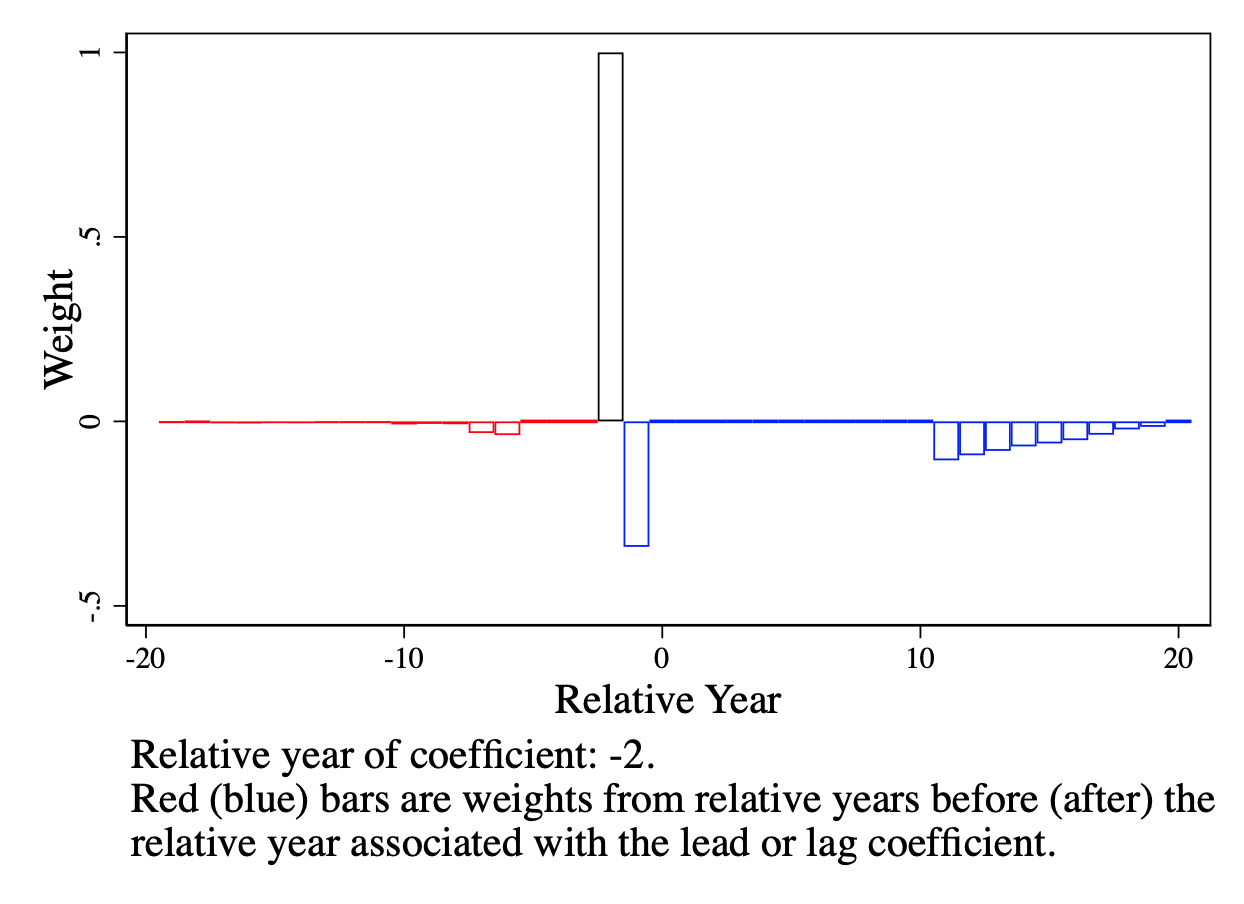 1
.5
0
-.5
Weight
-20
-10
0
10
20
Relative Year
Relative year of coefficient: -2.
Red (blue) bars are weights from relative years before (after) the
relative year associated with the lead or lag coefficient.